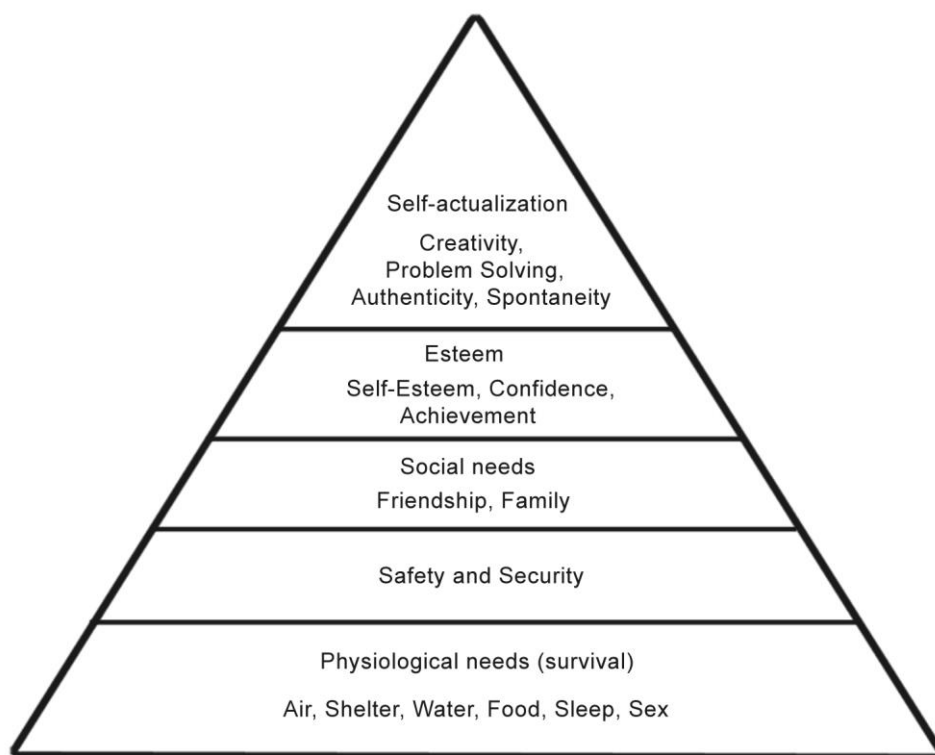 Self-actualization
Creativity,
Problem Solving,
Authenticity, Spontaneity
Esteem
Self-Esteem, Confidence,
Achievement
Social needs
Friendship, Family
Safety and Security
Physiological needs (survival)
Air, Shelter, Water, Food, Sleep, Sex